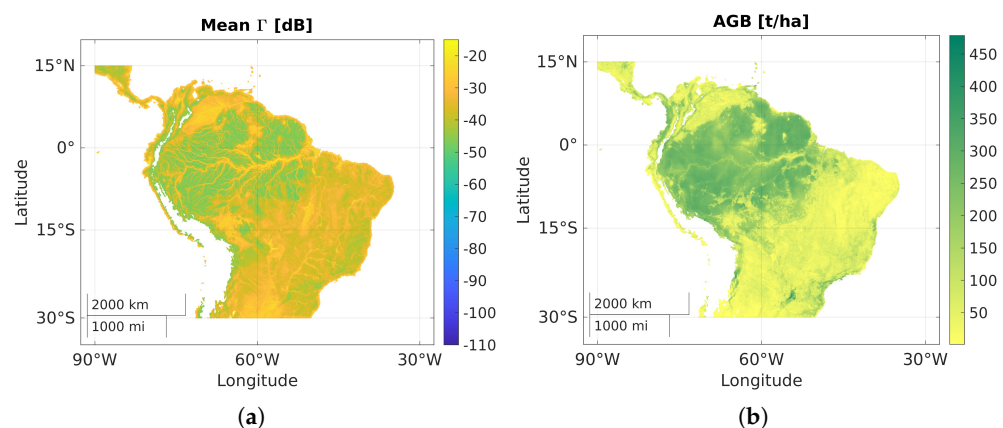 Mean Γ [dB]
15°N
0°
15°S
30°S
Latitude
2000 km
1000 mi
90°W
60°W
30°W
Longitude
-20
-30
-40
-50
-60
-70
-80
-90
-100
-110
(a)
AGB [t/ha]
15°N
0°
15°S
30°S
Latitude
2000 km
1000 mi
90°W
60°W
30°W
Longitude
450
400
350
300
250
200
150
100
50
(b)